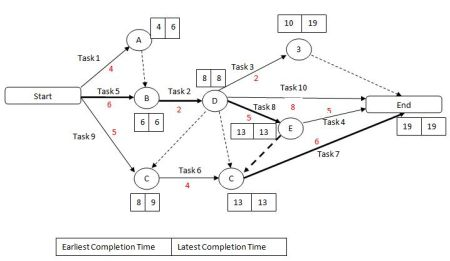 4 6
10 19
A
3
Task 1
4
Task 3
2
8 8
Start
Task 5
6
Task 2
2
Task 10
8
End
B
D
Task 8
5
5
Task 4
6 6
13 13
E
19 19
Task 9
5
6
Task 7
Task 6
4
C
C
8 9
13 13
Earliest Completion Time Latest Completion Time